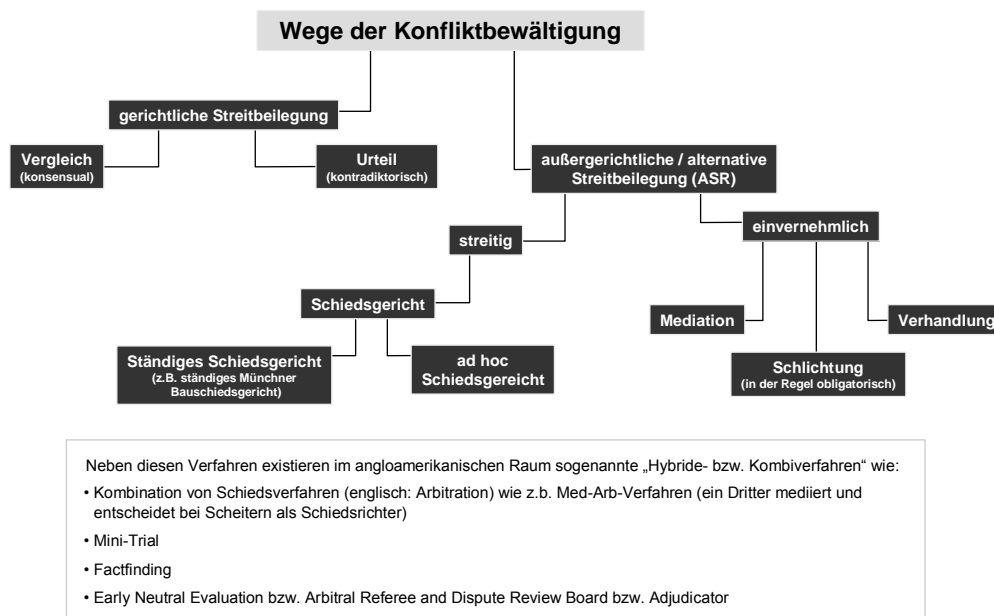 Wege der Konfliktbewältigung
gerichtliche Streitbeilegung
Vergleich
(konsensual)
Urteil
(kontradiktorisch)
außergerichtliche / alternative
Streitbeilegung (ASR)
streitig
einvernehmlich
Schiedsgericht
Mediation
Verhandlung
Ständiges Schiedsgericht
(z.B. ständiges Münchner
Bauschiedsgericht)
ad hoc
Schiedsgereicht
Schlichtung
(in der Regel obligatorisch)
Neben diesen Verfahren existieren im angloamerikanischen Raum sogenannte „Hybride- bzw. Kombiverfahren“ wie:
• Kombination von Schiedsverfahren (englisch: Arbitration) wie z.b. Med-Arb-Verfahren (ein Dritter mediiert und
entscheidet bei Scheitern als Schiedsrichter)
• Mini-Trial
• Factfinding
• Early Neutral Evaluation bzw. Arbitral Referee and Dispute Review Board bzw. Adjudicator